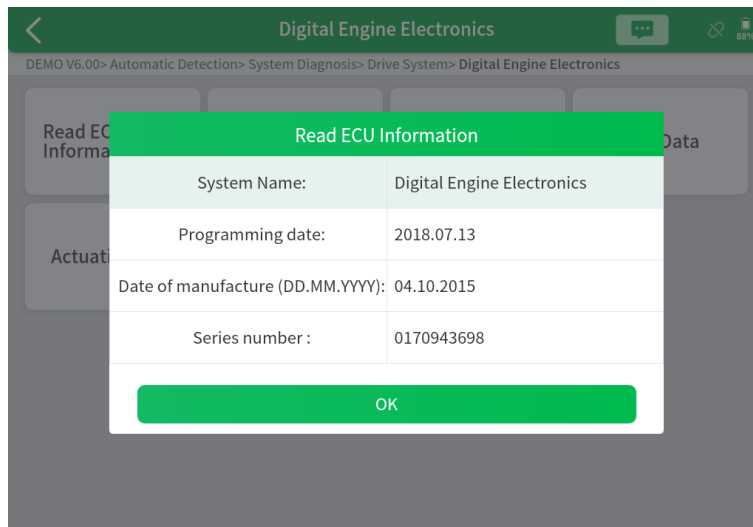 Digital Engine Electronics
88%
DEMO V6.00> Automatic Detection> System Diagnosis> Drive System> Digital Engine Electronics
Read EC
Informa
Data
Actuati
Read ECU Information
System Name: Digital Engine Electronics
Programming date: 2018.07.13
Date of manufacture (DD.MM.YYYY): 04.10.2015
Series number : 0170943698
OK